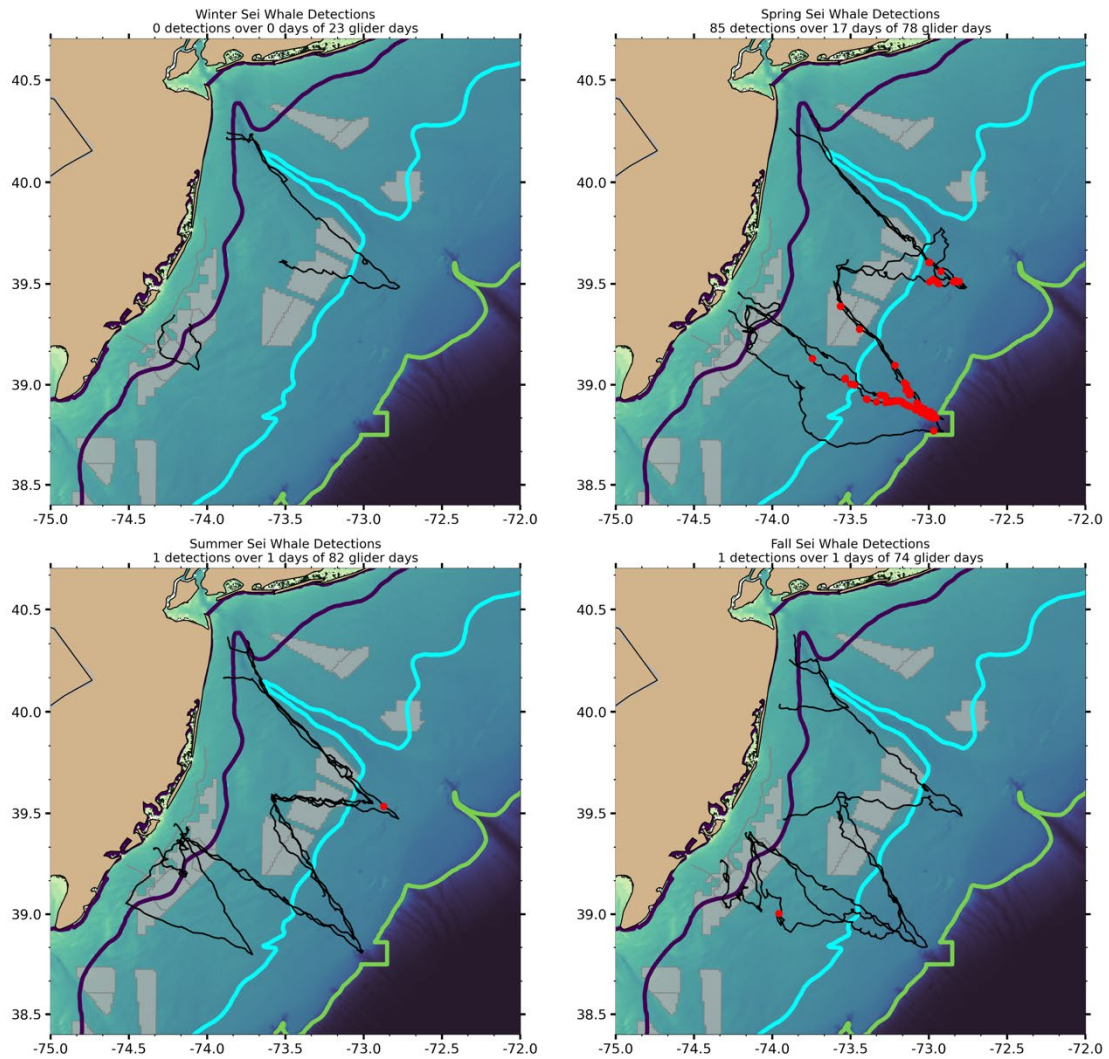 Winter Sei Whale Detections
0 detections over 0 days of 23 glider days
40.5
40.0
39.5
39.0
38.5
-75.0 -74.5 -74.0 -73.5 -73.0 -72.5 -72.0
Spring Sei Whale Detections
85 detections over 17 days of 78 glider days
40.5
40.0
39.5
39.0
38.5
-75.0 -74.5 -74.0 -73.5 -73.0 -72.5 -72.0
Summer Sei Whale Detections
1 detections over 1 days of 82 glider days
40.5
40.0
39.5
39.0
38.5
-75.0 -74.5 -74.0 -73.5 -73.0 -72.5 -72.0
Fall Sei Whale Detections
1 detections over 1 days of 74 glider days
40.5
40.0
39.5
39.0
38.5
-75.0 -74.5 -74.0 -73.5 -73.0 -72.5 -72.0